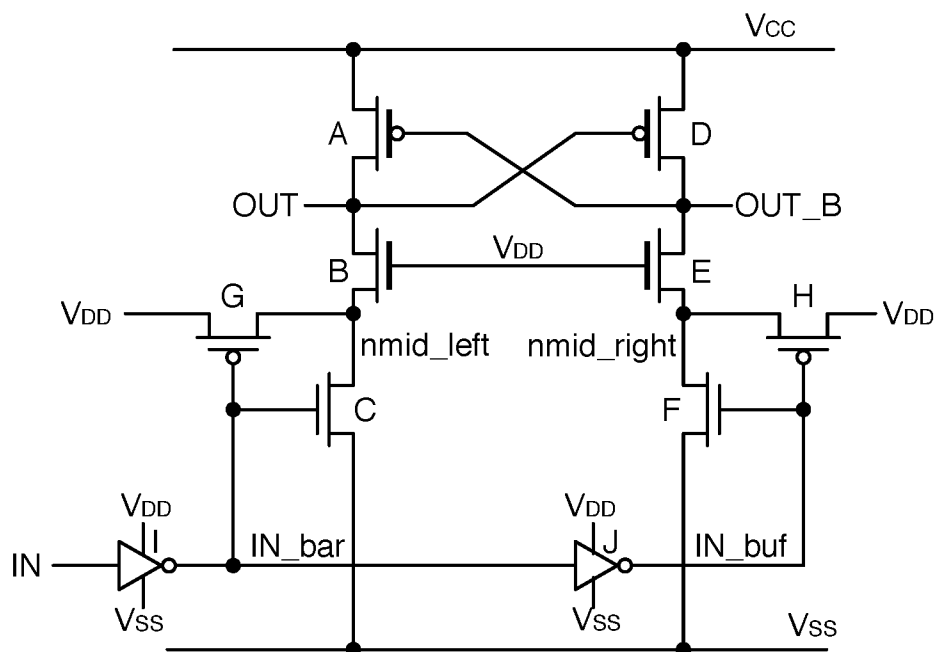 VCC
A
D
OUT
OUT_B
VDD
B
E
G
H
VDD
VDD
nmid_left
nmid_right
C
F
VDD
I
VDD
J
IN
IN_bar
IN_buf
VSS
VSS
VSS